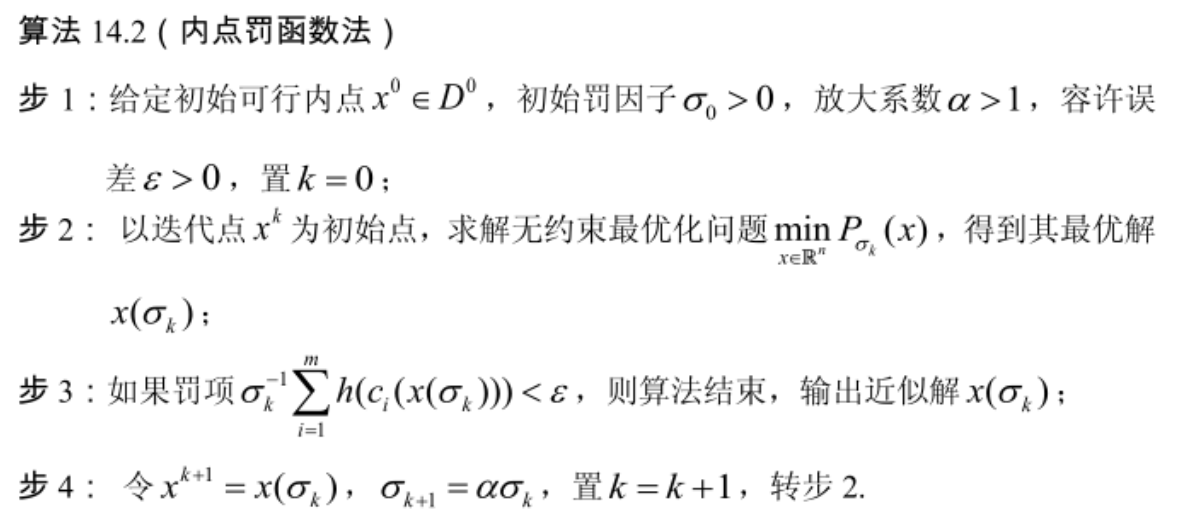 算法 14.2（内点罚函数法）
步 1：给定初始可行内点 $x^0 \in D^0$，初始罚因子 $\sigma_0 > 0$，放大系数 $\alpha > 1$，容许误
差 $\varepsilon > 0$，置 $k = 0$；
步 2： 以迭代点 $x^k$ 为初始点，求解无约束最优化问题 $\min_{x \in \mathbb{R}^n} P_{\sigma_k}(x)$，得到其最优解
$x(\sigma_k)$；
步 3：如果罚项 $\sigma_k^{-1} \sum_{i=1}^{m} h(c_i(x(\sigma_k))) < \varepsilon$，则算法结束，输出近似解 $x(\sigma_k)$；
步 4： 令 $x^{k+1} = x(\sigma_k)$，$\sigma_{k+1} = \alpha\sigma_k$，置 $k = k+1$，转步 2.